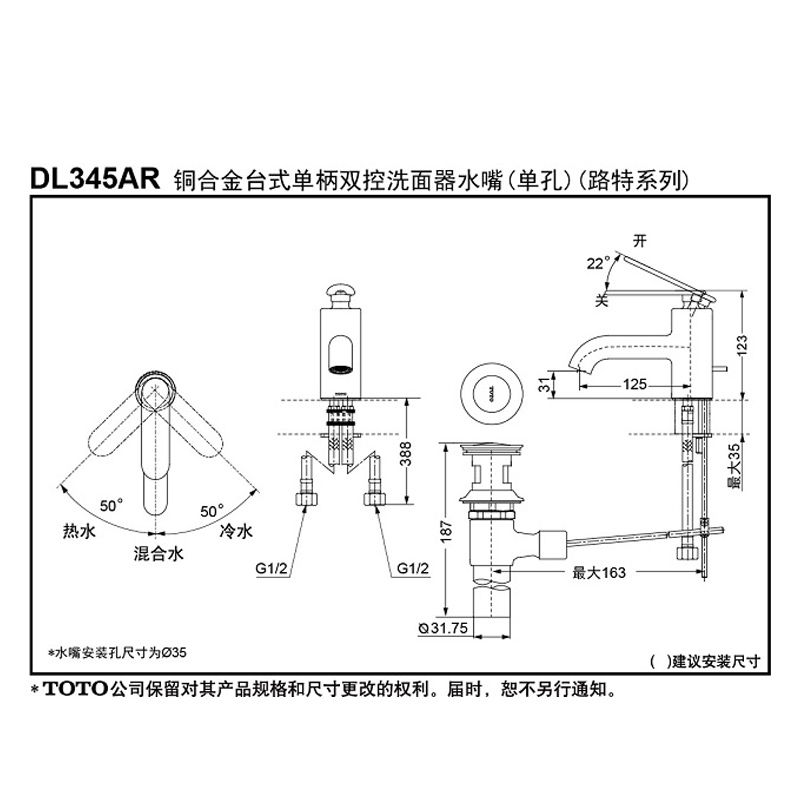 DL345AR 铜合金台式单柄双控洗面器水嘴(单孔)(路特系列)
开
22°
关
123
31
125
TOTO
388
最大35
50°
50°
热水
冷水
混合水
187
G1/2
G1/2
最大163
Ø31.75
*水嘴安装孔尺寸为Ø35
( )建议安装尺寸
*TOTO公司保留对其产品规格和尺寸更改的权利。届时，恕不另行通知。